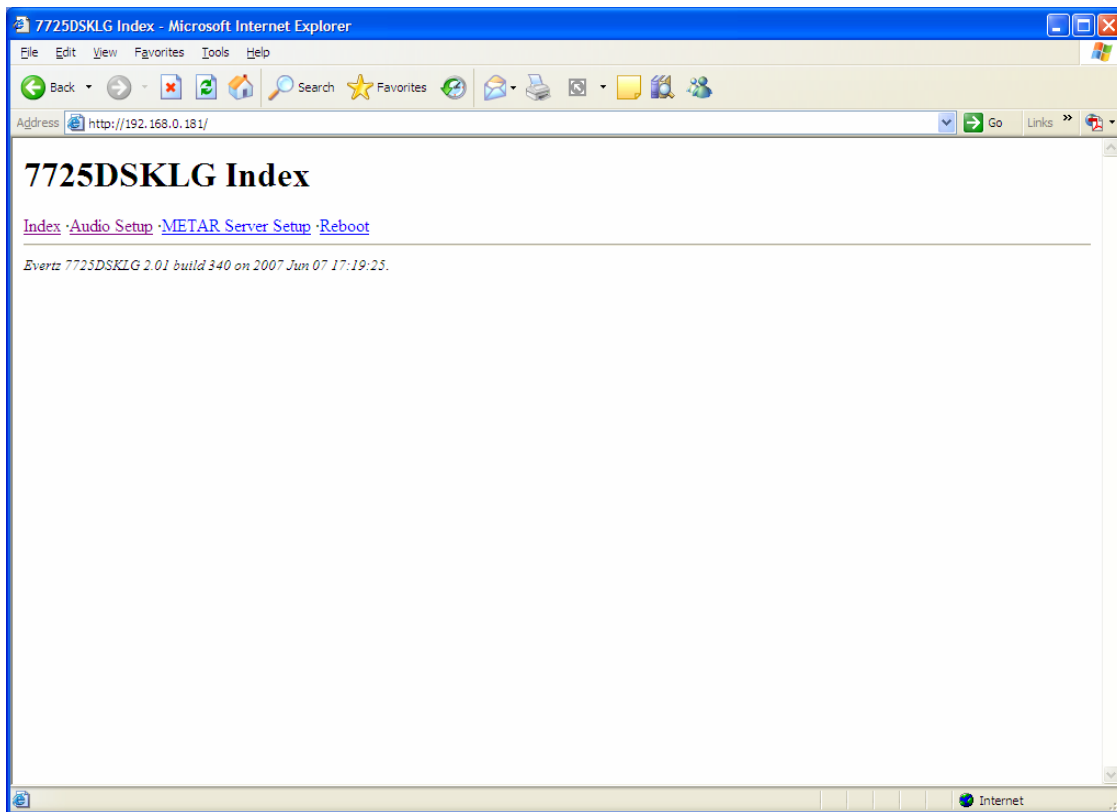 7725DSKLG Index - Microsoft Internet Explorer
File Edit View Favorites Tools Help
Back Search Favorites
Address http://192.168.0.181/ Go Links »
7725DSKLG Index
Index ·Audio Setup ·METAR Server Setup ·Reboot
Evertz 7725DSKLG 2.01 build 340 on 2007 Jun 07 17:19:25.
Internet